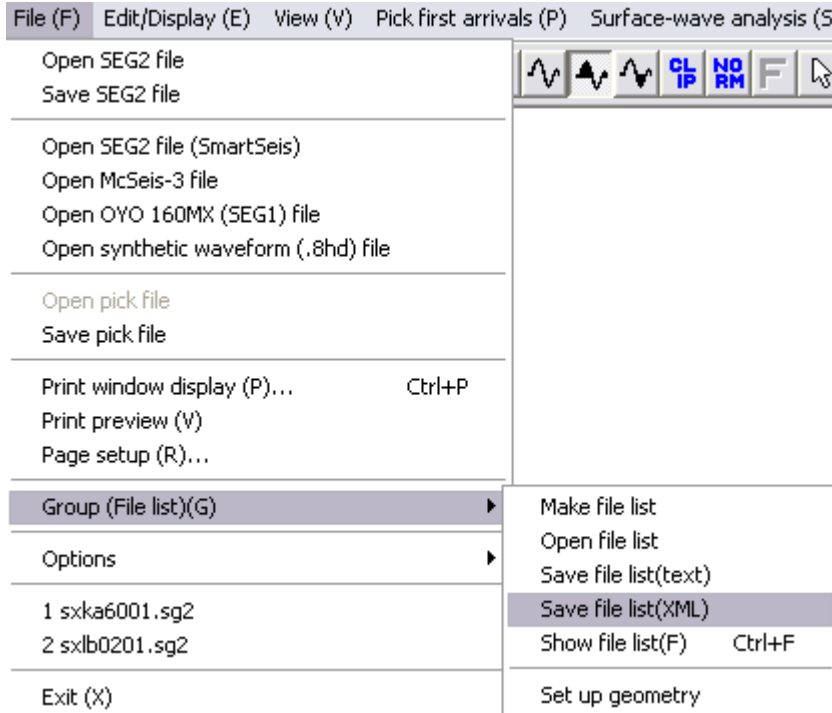 File (F) Edit/Display (E) View (V) Pick first arrivals (P) Surface-wave analysis (S
Open SEG2 file
Save SEG2 file
CL IP NO RM F
Open SEG2 file (SmartSeis)
Open McSeis-3 file
Open OYO 160MX (SEG1) file
Open synthetic waveform (.8hd) file
Open pick file
Save pick file
Print window display (P)... Ctrl+P
Print preview (V)
Page setup (R)...
Group (File list)(G)
Options
1 sxka6001.sg2
2 sxlb0201.sg2
Exit (X)
Make file list
Open file list
Save file list(text)
Save file list(XML)
Show file list(F) Ctrl+F
Set up geometry